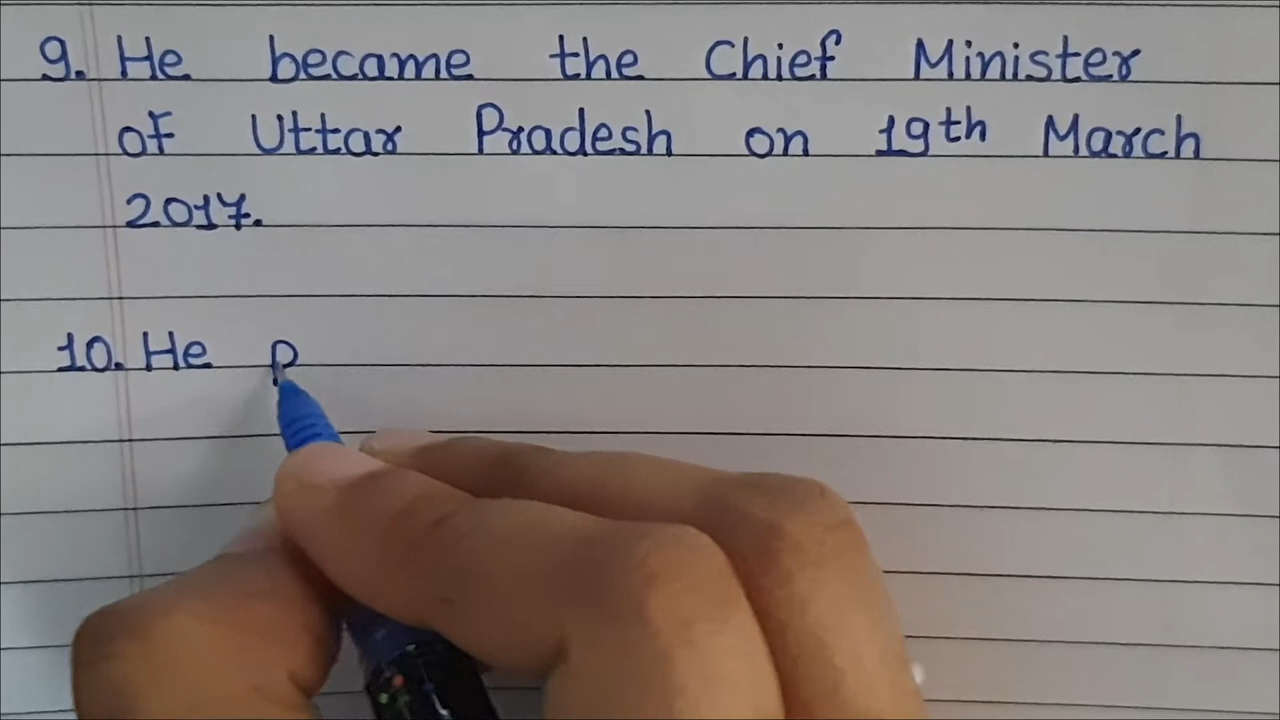 9. He became the Chief Minister
of Uttar Pradesh on 19th March
2017.
10. He p